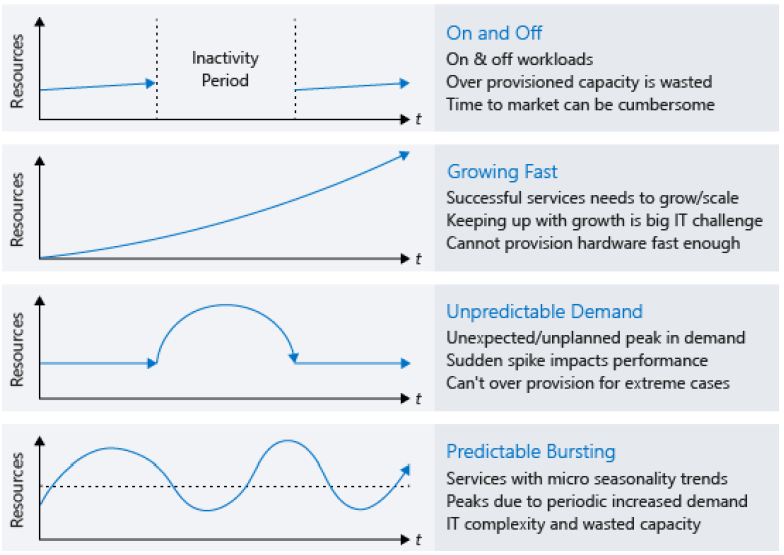 Resources
Inactivity
Period
t
On and Off
On & off workloads
Over provisioned capacity is wasted
Time to market can be cumbersome
Resources
t
Growing Fast
Successful services needs to grow/scale
Keeping up with growth is big IT challenge
Cannot provision hardware fast enough
Resources
t
Unpredictable Demand
Unexpected/unplanned peak in demand
Sudden spike impacts performance
Can't over provision for extreme cases
Resources
t
Predictable Bursting
Services with micro seasonality trends
Peaks due to periodic increased demand
IT complexity and wasted capacity